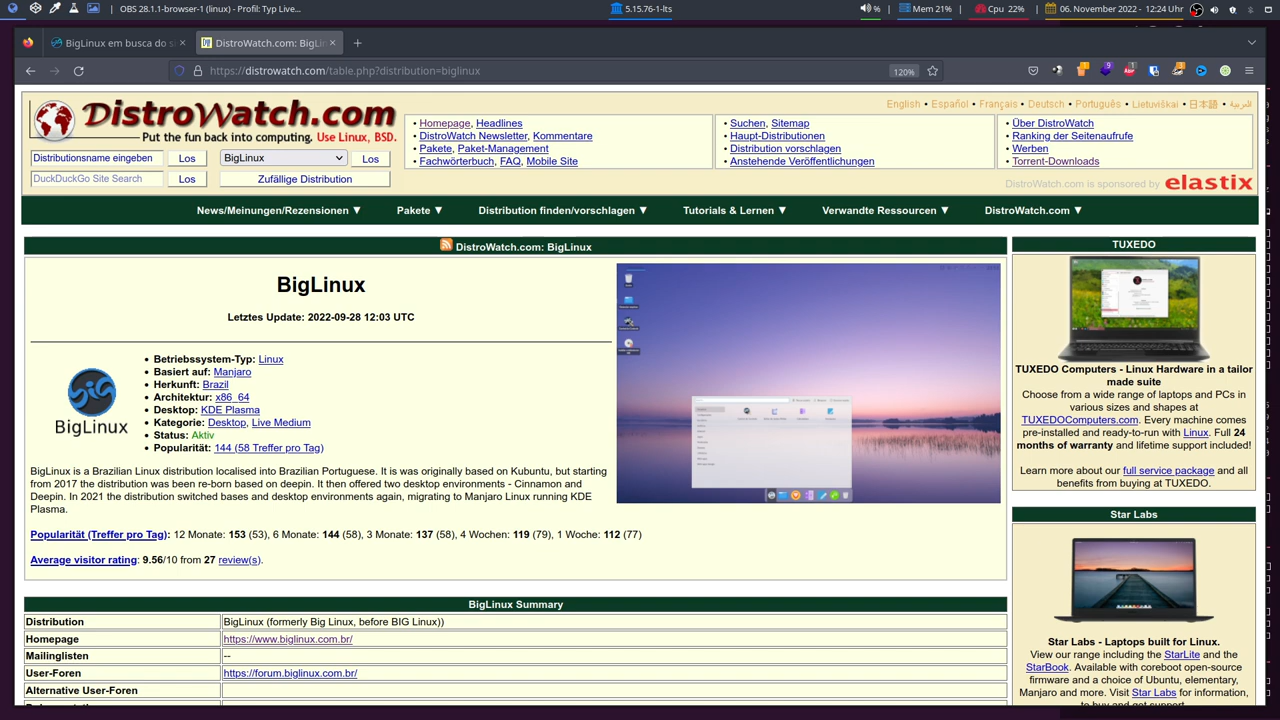 OBS 28.1.1-browser-1 (linux) - Profil: Typ Live...
5.15.76-1-lts
%
Mem 21%
Cpu 22%
06. November 2022 - 12:24 Uhr
BigLinux em busca do s
DistroWatch.com: BigLi
https://distrowatch.com/table.php?distribution=biglinux
120%
DistroWatch.com
Put the fun back into computing. Use Linux, BSD.
English • Español • Français • Deutsch • Português • Lietuviškai • 日本語 • العربية
• Homepage, Headlines
• DistroWatch Newsletter, Kommentare
• Pakete, Paket-Management
• Fachwörterbuch, FAQ, Mobile Site
• Suchen, Sitemap
• Haupt-Distributionen
• Distribution vorschlagen
• Anstehende Veröffentlichungen
• Über DistroWatch
• Ranking der Seitenaufrufe
• Werben
• Torrent-Downloads
Distributionsname eingeben Los BigLinux Los
DuckDuckGo Site Search Los Zufällige Distribution
DistroWatch.com is sponsored by elastix
News/Meinungen/Rezensionen ▼ Pakete ▼ Distribution finden/vorschlagen ▼ Tutorials & Lernen ▼ Verwandte Ressourcen ▼ DistroWatch.com ▼
DistroWatch.com: BigLinux
BigLinux
Letztes Update: 2022-09-28 12:03 UTC
big
BigLinux
• Betriebssystem-Typ: Linux
• Basiert auf: Manjaro
• Herkunft: Brazil
• Architektur: x86_64
• Desktop: KDE Plasma
• Kategorie: Desktop, Live Medium
• Status: Aktiv
• Popularität: 144 (58 Treffer pro Tag)
BigLinux is a Brazilian Linux distribution localised into Brazilian Portuguese. It is was originally based on Kubuntu, but starting
from 2017 the distribution was been re-born based on deepin. It then offered two desktop environments - Cinnamon and
Deepin. In 2021 the distribution switched bases and desktop environments again, migrating to Manjaro Linux running KDE
Plasma.
Popularität (Treffer pro Tag): 12 Monate: 153 (53), 6 Monate: 144 (58), 3 Monate: 137 (58), 4 Wochen: 119 (79), 1 Woche: 112 (77)
Average visitor rating: 9.56/10 from 27 review(s).
BigLinux Summary
Distribution BigLinux (formerly Big Linux, before BIG Linux))
Homepage https://www.biglinux.com.br/
Mailinglisten --
User-Foren https://forum.biglinux.com.br/
Alternative User-Foren
TUXEDO
TUXEDO Computers - Linux Hardware in a tailor
made suite
Choose from a wide range of laptops and PCs in
various sizes and shapes at
TUXEDOComputers.com. Every machine comes
pre-installed and ready-to-run with Linux. Full 24
months of warranty and lifetime support included!
Learn more about our full service package and all
benefits from buying at TUXEDO.
Star Labs
Star Labs - Laptops built for Linux.
View our range including the StarLite and the
StarBook. Available with coreboot open-source
firmware and a choice of Ubuntu, elementary,
Manjaro and more. Visit Star Labs for information,
to buy and get support.